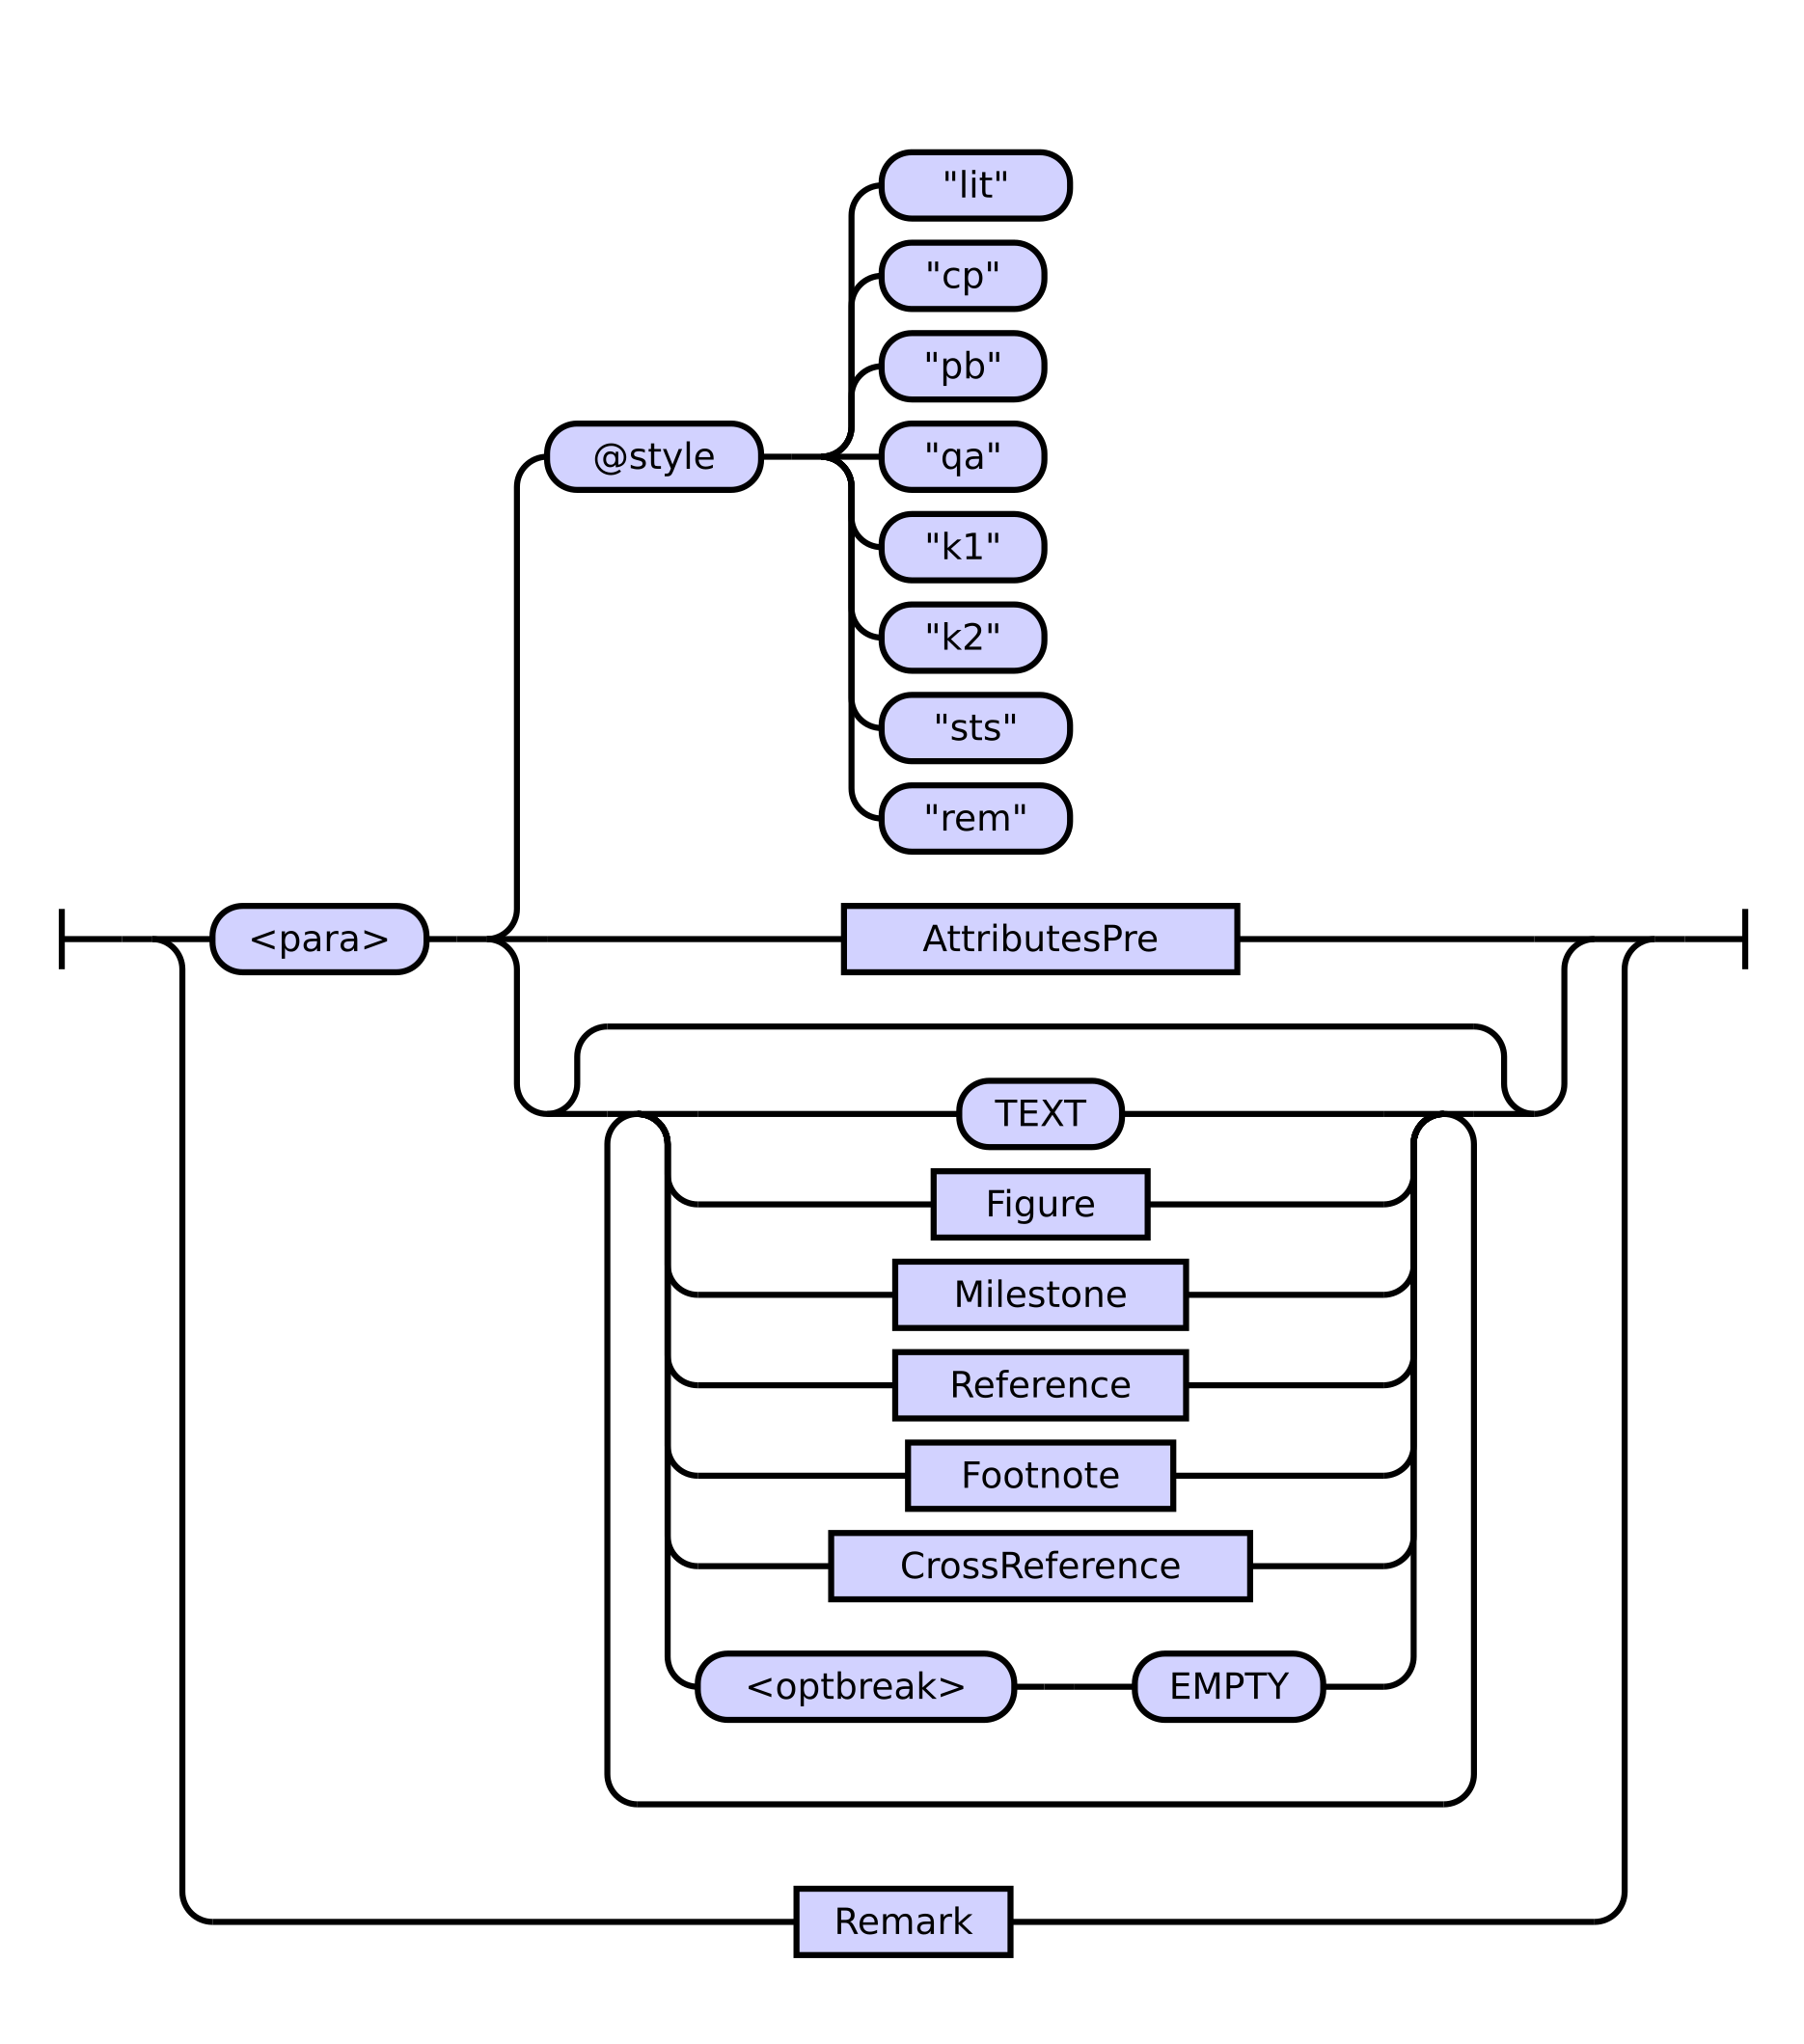 "lit"
"cp"
"pb"
@style
"qa"
"k1"
"k2"
"sts"
"rem"
<para>
AttributesPre
TEXT
Figure
Milestone
Reference
Footnote
CrossReference
<optbreak>
EMPTY
Remark